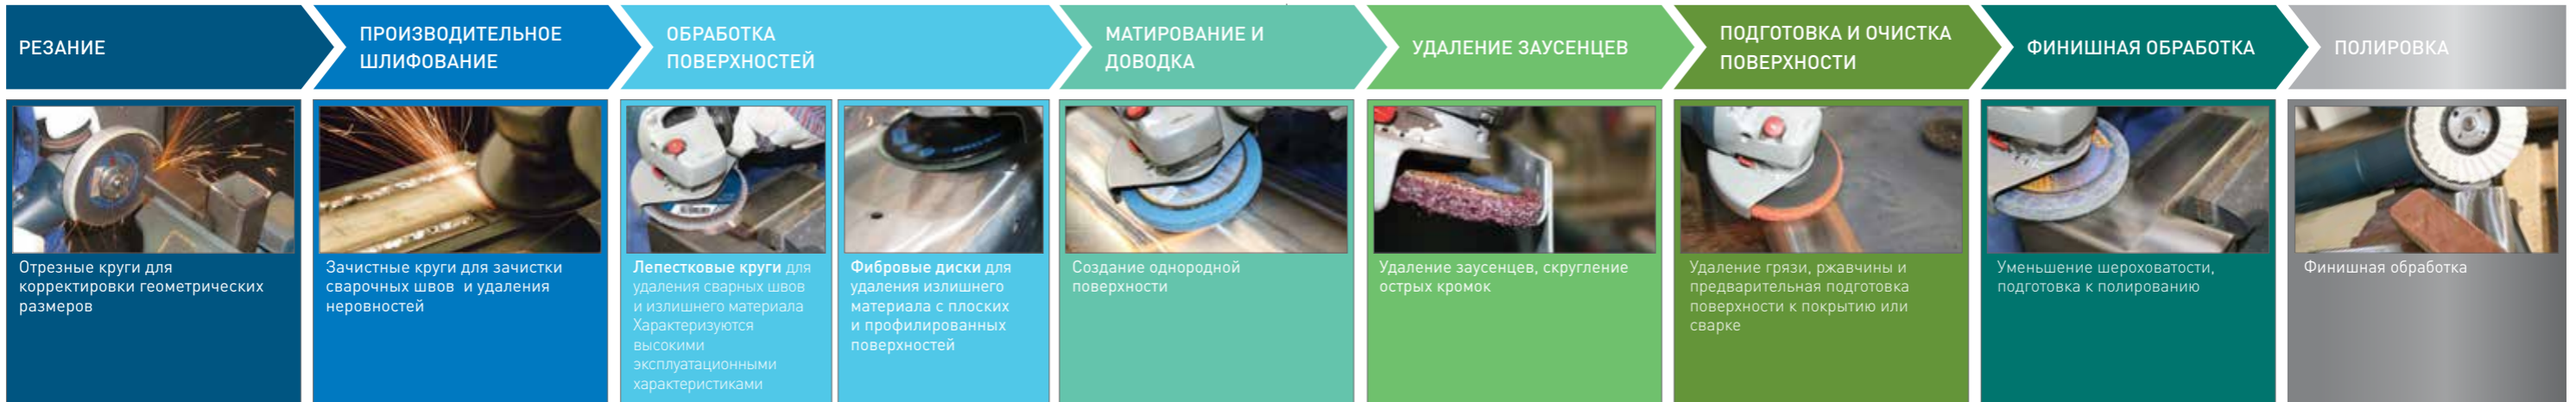 РЕЗАНИЕ
ПРОИЗВОДИТЕЛЬНОЕ
ШЛИФОВАНИЕ
ОБРАБОТКА
ПОВЕРХНОСТЕЙ
МАТИРОВАНИЕ И
ДОВОДКА
УДАЛЕНИЕ ЗАУСЕНЦЕВ
ПОДГОТОВКА И ОЧИСТКА
ПОВЕРХНОСТИ
ФИНИШНАЯ ОБРАБОТКА
ПОЛИРОВКА
Отрезные круги для
корректировки геометрических
размеров
Зачистные круги для зачистки
сварочных швов и удаления
неровностей
Лепестковые круги для
удаления сварных швов
и излишнего материала
Характеризуются
высокими
эксплуатационными
характеристиками
Фибровые диски для
удаления излишнего
материала с плоских
и профилированных
поверхностей
Создание однородной
поверхности
Удаление заусенцев, скругление
острых кромок
Удаление грязи, ржавчины и
предварительная подготовка
поверхности к покрытию или
сварке
Уменьшение шероховатости,
подготовка к полированию
Финишная обработка